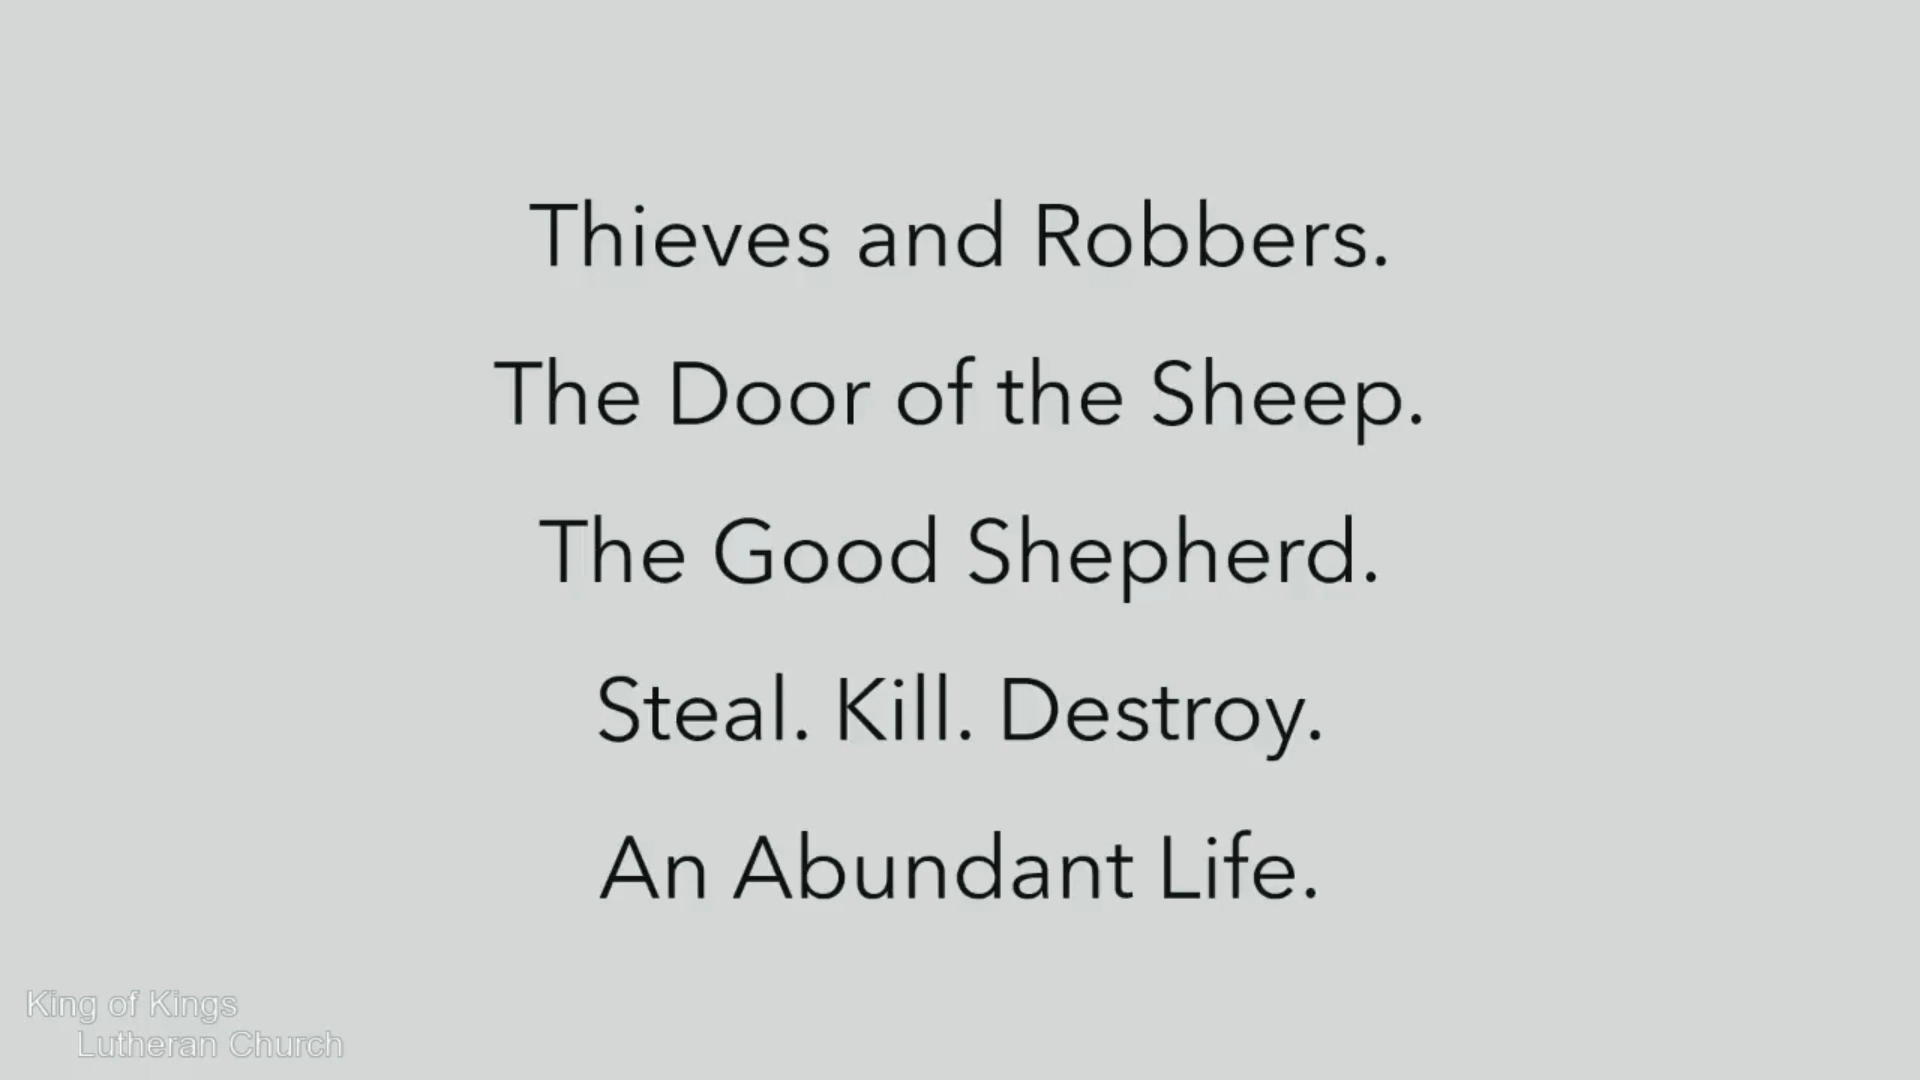 Thieves and Robbers.
The Door of the Sheep.
The Good Shepherd.
Steal. Kill. Destroy.
An Abundant Life.
King of Kings
Lutheran Church